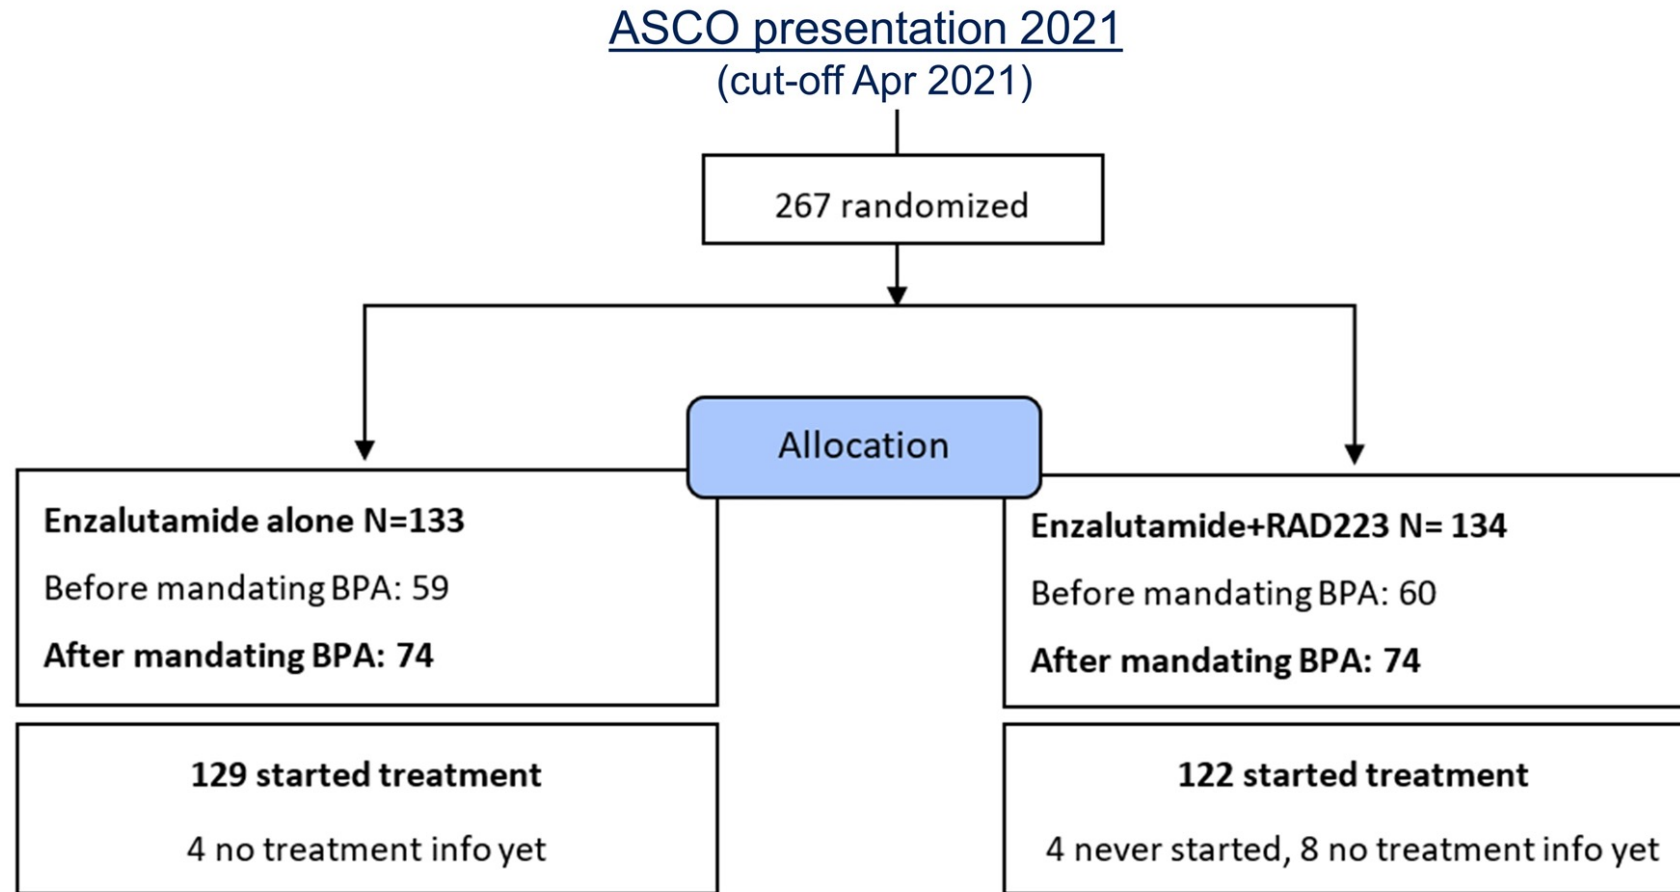 ASCO presentation 2021
(cut-off Apr 2021)
267 randomized
Allocation
Enzalutamide alone N=133
Before mandating BPA: 59
After mandating BPA: 74
Enzalutamide+RAD223 N= 134
Before mandating BPA: 60
After mandating BPA: 74
129 started treatment
4 no treatment info yet
122 started treatment
4 never started, 8 no treatment info yet